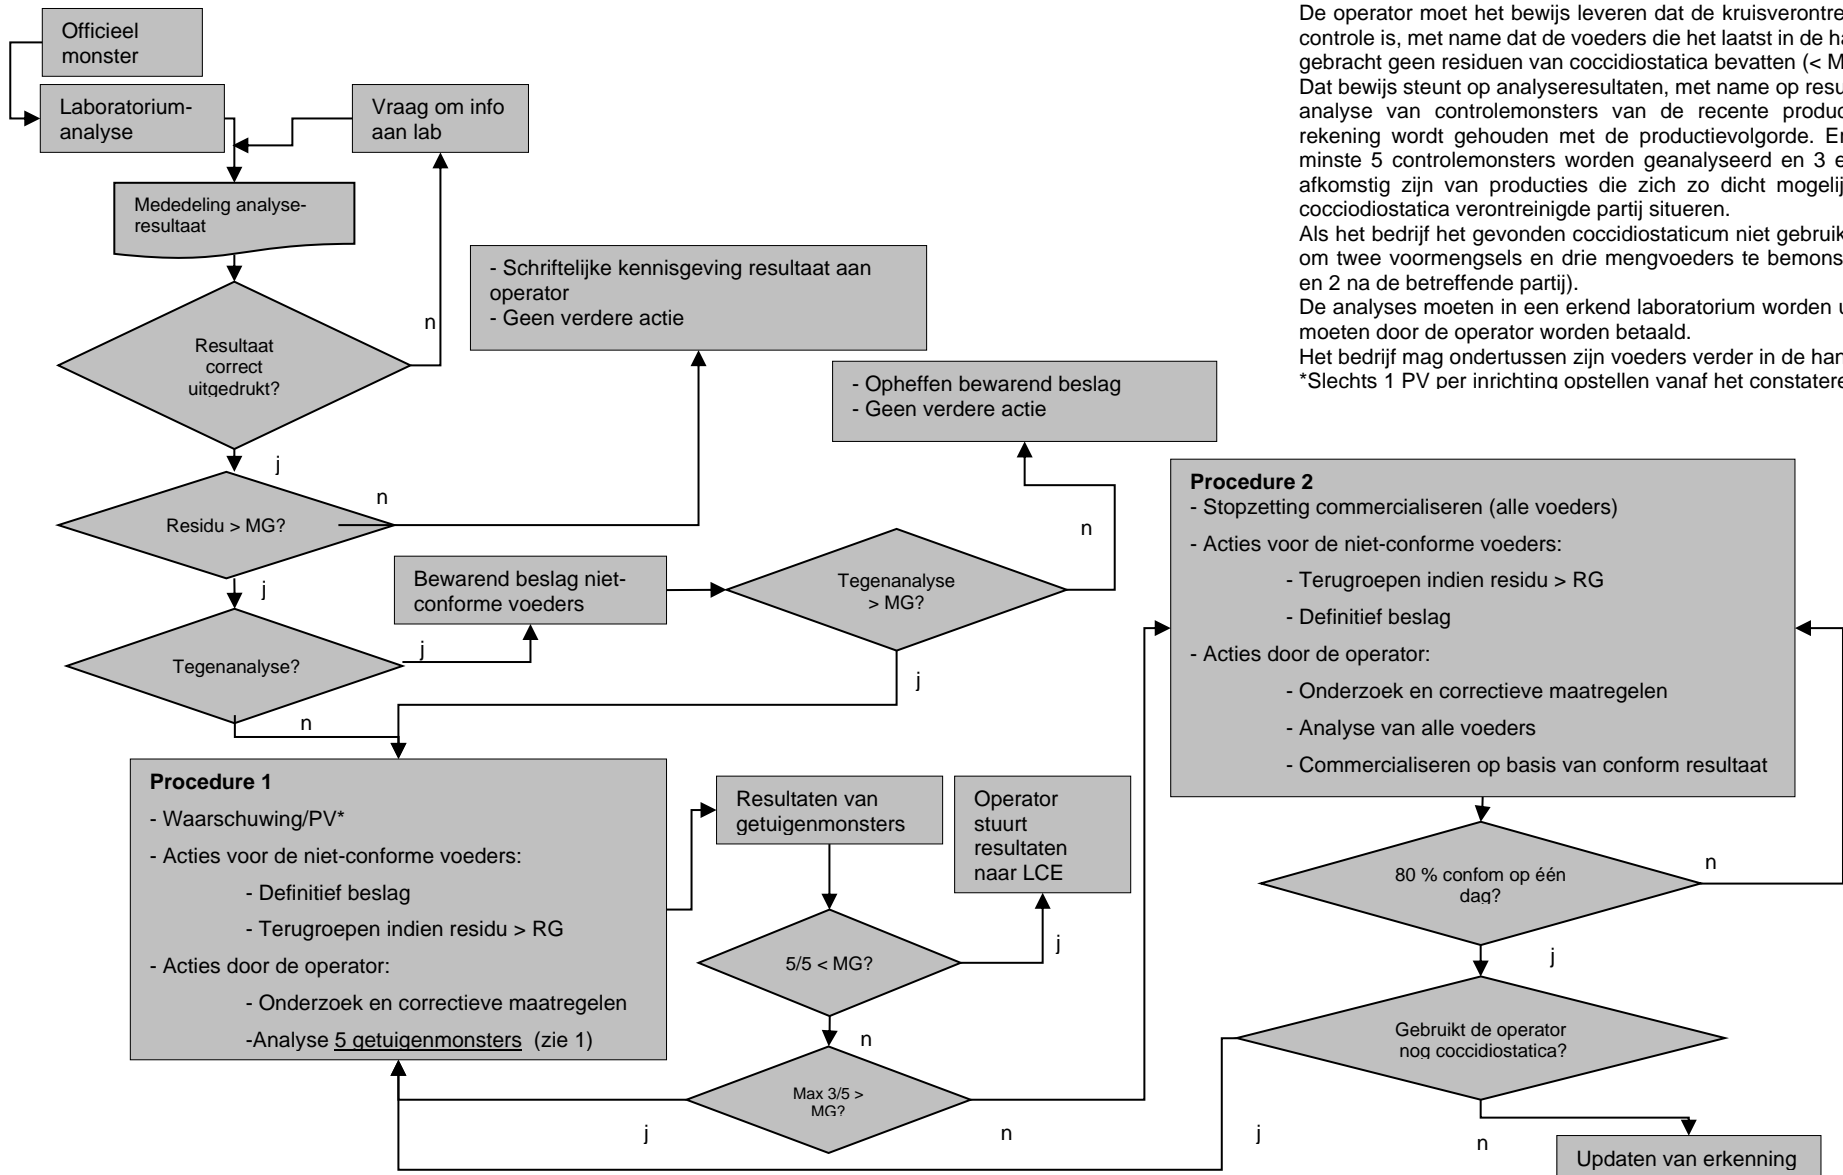 De operator moet het bewijs leveren dat de kruisverontre
controle is, met name dat de voeders die het laatst in de ha
gebracht geen residuen van coccidiostatica bevatten (< M
Dat bewijs steunt op analyseresultaten, met name op resu
analyse van controlemonsters van de recente produc
rekening wordt gehouden met de productievolgorde. Er
minste 5 controlemonsters worden geanalyseerd en 3 e
afkomstig zijn van producties die zich zo dicht mogelij
cocciodiostatica verontreinigde partij situeren.
Als het bedrijf het gevonden coccidiostaticum niet gebruik
om twee voormengsels en drie mengvoeders te bemons
en 2 na de betreffende partij).
De analyses moeten in een erkend laboratorium worden u
moeten door de operator worden betaald.
Het bedrijf mag ondertussen zijn voeders verder in de han
*Slechts 1 PV per inrichting opstellen vanaf het constatere
Officieel
monster
Laboratorium-
analyse
Vraag om info
aan lab
Mededeling analyse-
resultaat
Resultaat
correct
uitgedrukt?
n
j
- Schriftelijke kennisgeving resultaat aan
operator
- Geen verdere actie
Residu > MG?
n
j
- Opheffen bewarend beslag
- Geen verdere actie
Bewarend beslag niet-
conforme voeders
Tegenanalyse
> MG?
n
j
Tegenanalyse?
j
n
Procedure 1
- Waarschuwing/PV*
- Acties voor de niet-conforme voeders:
- Definitief beslag
- Terugroepen indien residu > RG
- Acties door de operator:
- Onderzoek en correctieve maatregelen
-Analyse 5 getuigenmonsters (zie 1)
Resultaten van
getuigenmonsters
Operator
stuurt
resultaten
naar LCE
5/5 < MG?
j
n
Max 3/5 >
MG?
j
n
Procedure 2
- Stopzetting commercialiseren (alle voeders)
- Acties voor de niet-conforme voeders:
- Terugroepen indien residu > RG
- Definitief beslag
- Acties door de operator:
- Onderzoek en correctieve maatregelen
- Analyse van alle voeders
- Commercialiseren op basis van conform resultaat
80 % confom op één
dag?
n
j
Gebruikt de operator
nog coccidiostatica?
j
n
Updaten van erkenning